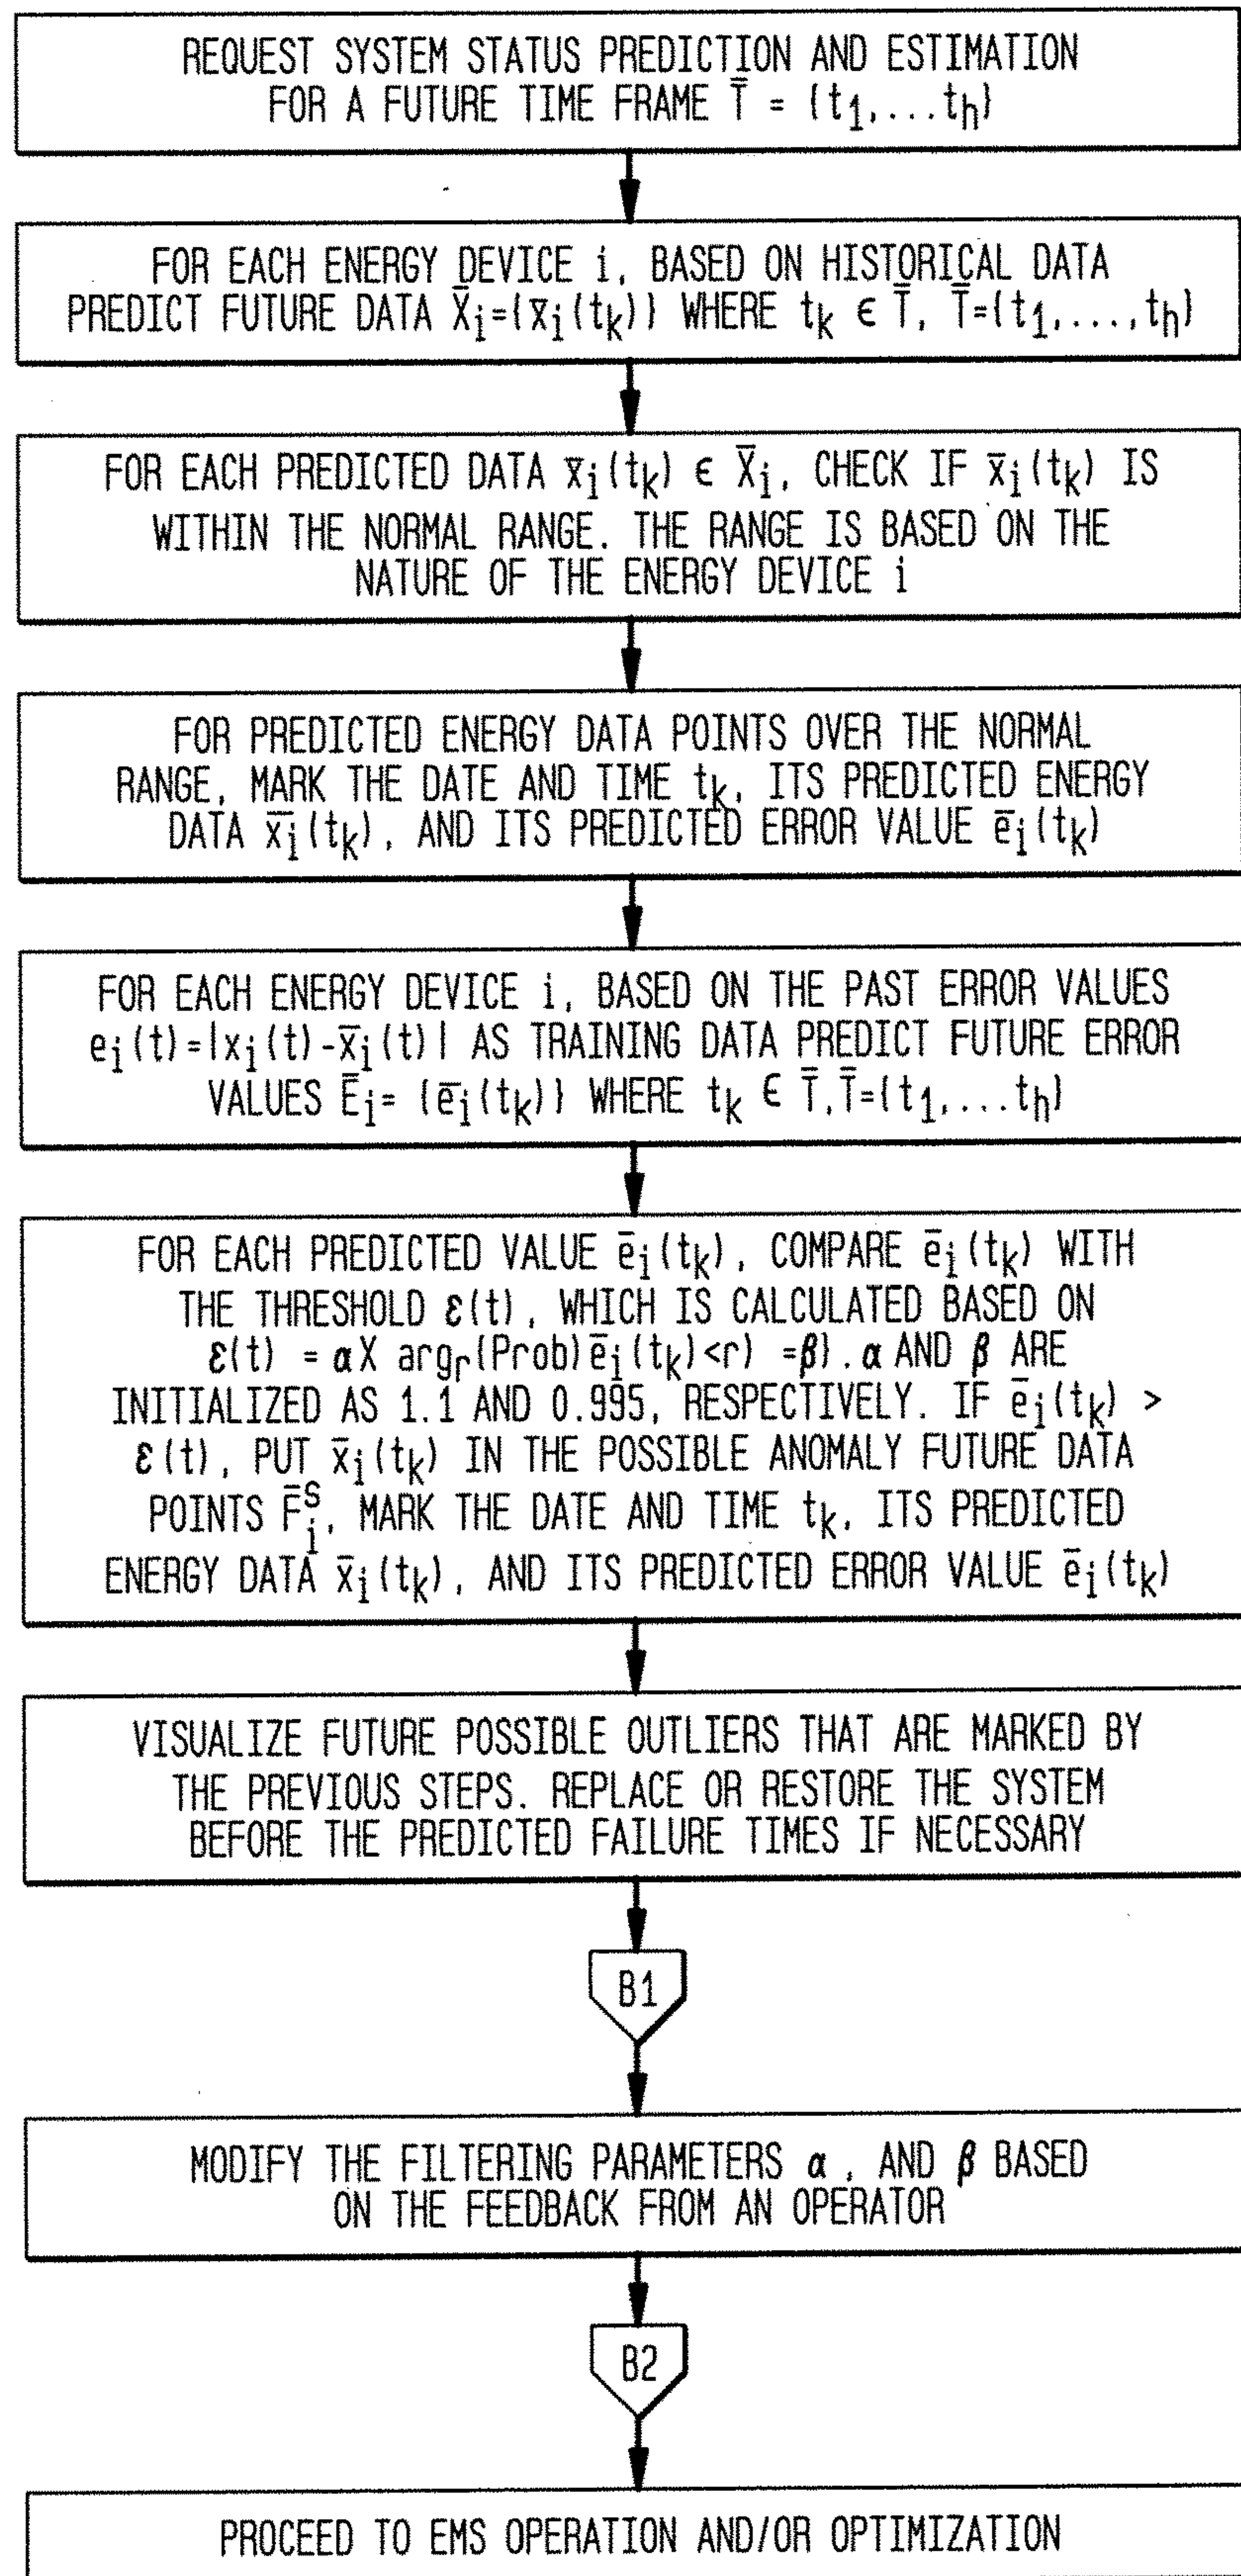 REQUEST SYSTEM STATUS PREDICTION AND ESTIMATION
FOR A FUTURE TIME FRAME T̄ = {t₁,...tₕ}
FOR EACH ENERGY DEVICE i, BASED ON HISTORICAL DATA
PREDICT FUTURE DATA X̄ᵢ={x̄ᵢ(tₖ)} WHERE tₖ ∈ T̄, T̄={t₁,...,tₕ}
FOR EACH PREDICTED DATA x̄ᵢ(tₖ) ∈ X̄ᵢ, CHECK IF x̄ᵢ(tₖ) IS
WITHIN THE NORMAL RANGE. THE RANGE IS BASED ON THE
NATURE OF THE ENERGY DEVICE i
FOR PREDICTED ENERGY DATA POINTS OVER THE NORMAL
RANGE, MARK THE DATE AND TIME tₖ, ITS PREDICTED ENERGY
DATA x̄ᵢ(tₖ), AND ITS PREDICTED ERROR VALUE ēᵢ(tₖ)
FOR EACH ENERGY DEVICE i, BASED ON THE PAST ERROR VALUES
eᵢ(t)=|xᵢ(t)-x̄ᵢ(t)| AS TRAINING DATA PREDICT FUTURE ERROR
VALUES Ēᵢ= {ēᵢ(tₖ)} WHERE tₖ ∈ T̄,T̄={t₁,...tₕ}
FOR EACH PREDICTED VALUE ēᵢ(tₖ), COMPARE ēᵢ(tₖ) WITH
THE THRESHOLD ε(t), WHICH IS CALCULATED BASED ON
ε(t) = αX argᵣ(Prob)ēᵢ(tₖ)<r) =β}.α AND β ARE
INITIALIZED AS 1.1 AND 0.995, RESPECTIVELY. IF ēᵢ(tₖ) >
ε(t), PUT x̄ᵢ(tₖ) IN THE POSSIBLE ANOMALY FUTURE DATA
POINTS F̄ᵢˢ, MARK THE DATE AND TIME tₖ, ITS PREDICTED
ENERGY DATA x̄ᵢ(tₖ), AND ITS PREDICTED ERROR VALUE ēᵢ(tₖ)
VISUALIZE FUTURE POSSIBLE OUTLIERS THAT ARE MARKED BY
THE PREVIOUS STEPS. REPLACE OR RESTORE THE SYSTEM
BEFORE THE PREDICTED FAILURE TIMES IF NECESSARY
B1
MODIFY THE FILTERING PARAMETERS α, AND β BASED
ON THE FEEDBACK FROM AN OPERATOR
B2
PROCEED TO EMS OPERATION AND/OR OPTIMIZATION